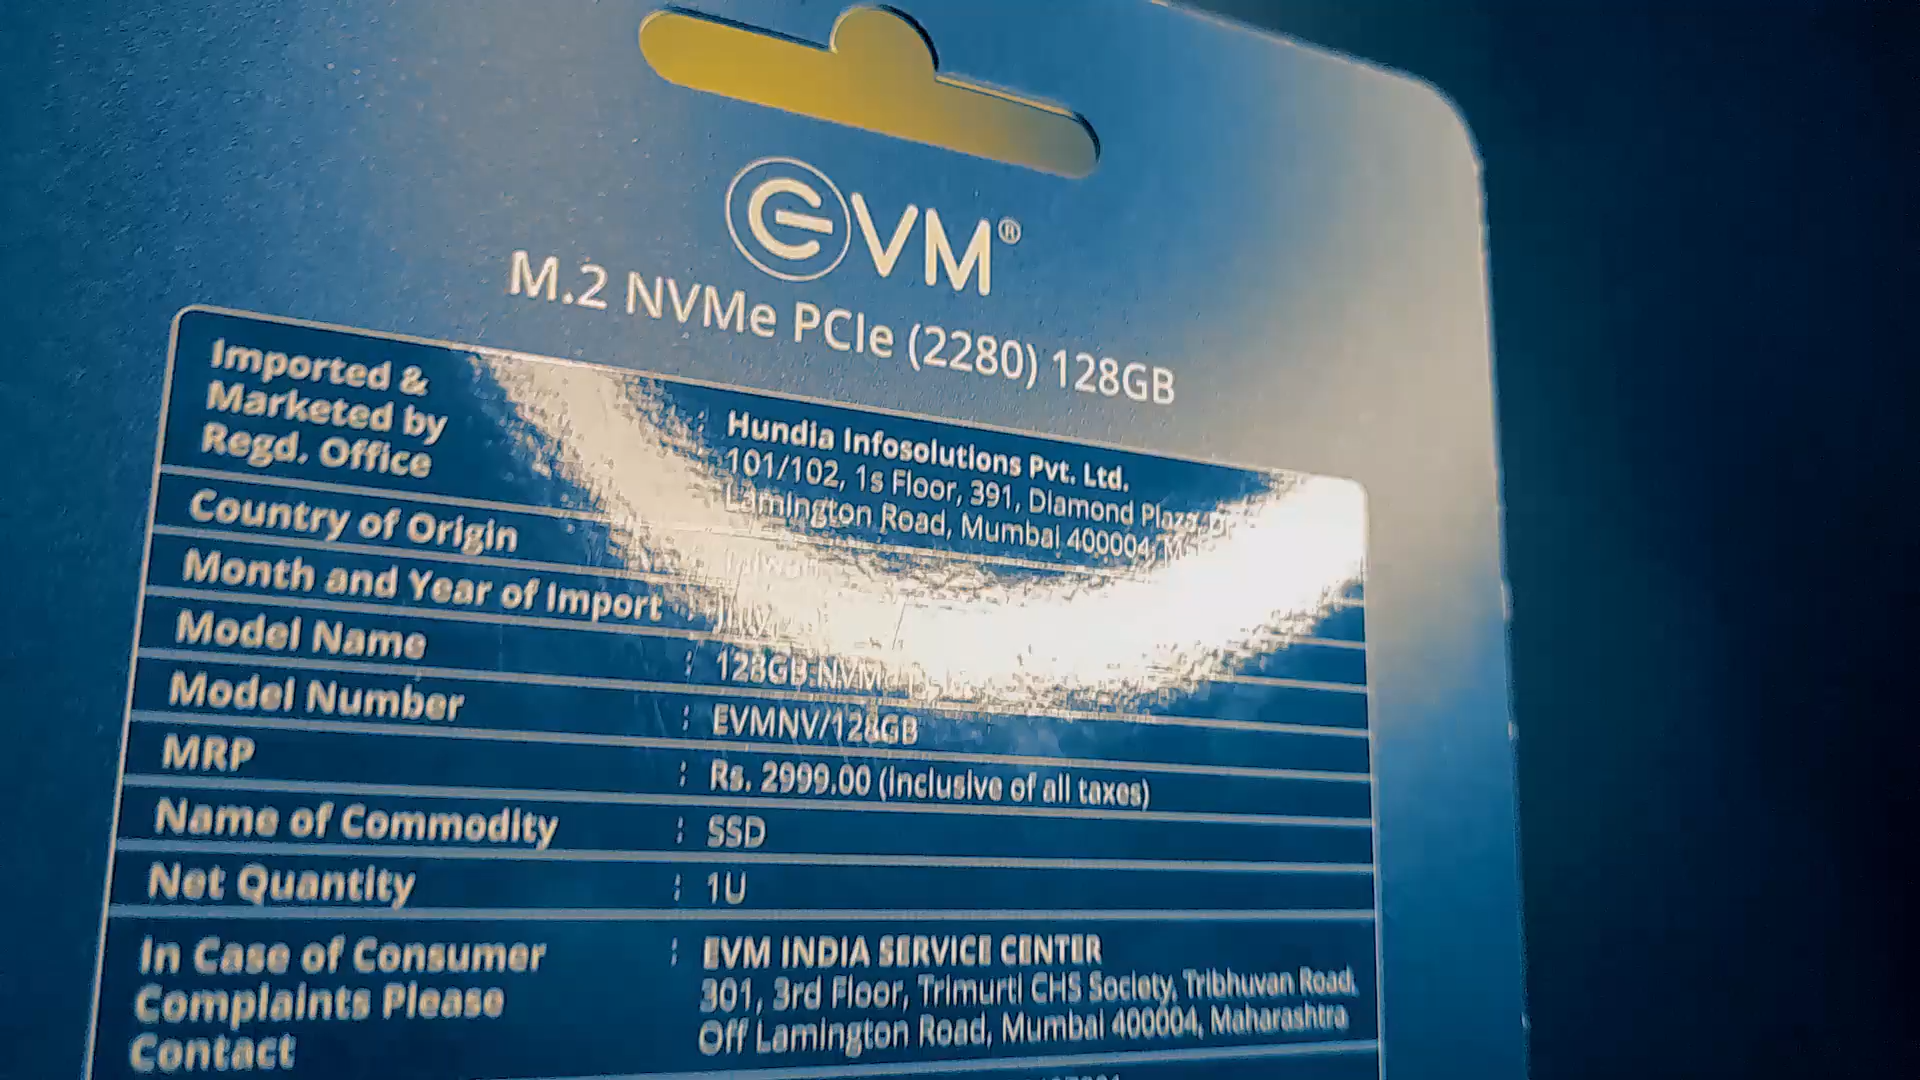 EVM®
M.2 NVMe PCIe (2280) 128GB
Imported &
Marketed by
Regd. Office
: Hundia Infosolutions Pvt. Ltd.
101/102, 1s Floor, 391, Diamond Plaza,
Lamington Road, Mumbai 400004,
Country of Origin
Taiwan
Month and Year of Import :
Model Name : 128GB NVMe
Model Number : EVMNV/128GB
MRP : Rs. 2999.00 (inclusive of all taxes)
Name of Commodity : SSD
Net Quantity : 1U
In Case of Consumer
Complaints Please
Contact
: EVM INDIA SERVICE CENTER
301, 3rd Floor, Trimurti CHS Society, Tribhuvan Road,
Off Lamington Road, Mumbai 400004, Maharashtra